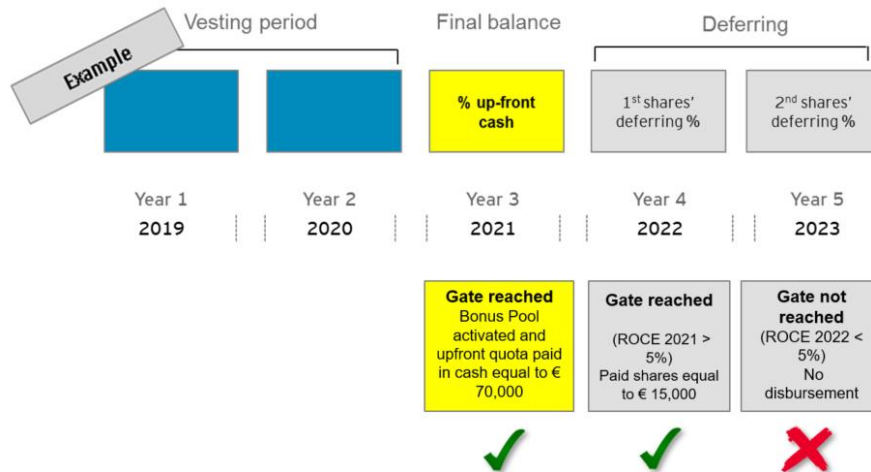 Vesting period
Final balance
Deferring
Example
% up-front
cash
1st shares'
deferring %
2nd shares'
deferring %
Year 1
Year 2
Year 3
Year 4
Year 5
2019
2020
2021
2022
2023
Gate reached
Bonus Pool
activated and
upfront quota paid
in cash equal to €
70,000
Gate reached
(ROCE 2021 >
5%)
Paid shares equal
to € 15,000
Gate not
reached
(ROCE 2022 <
5%)
No
disbursement